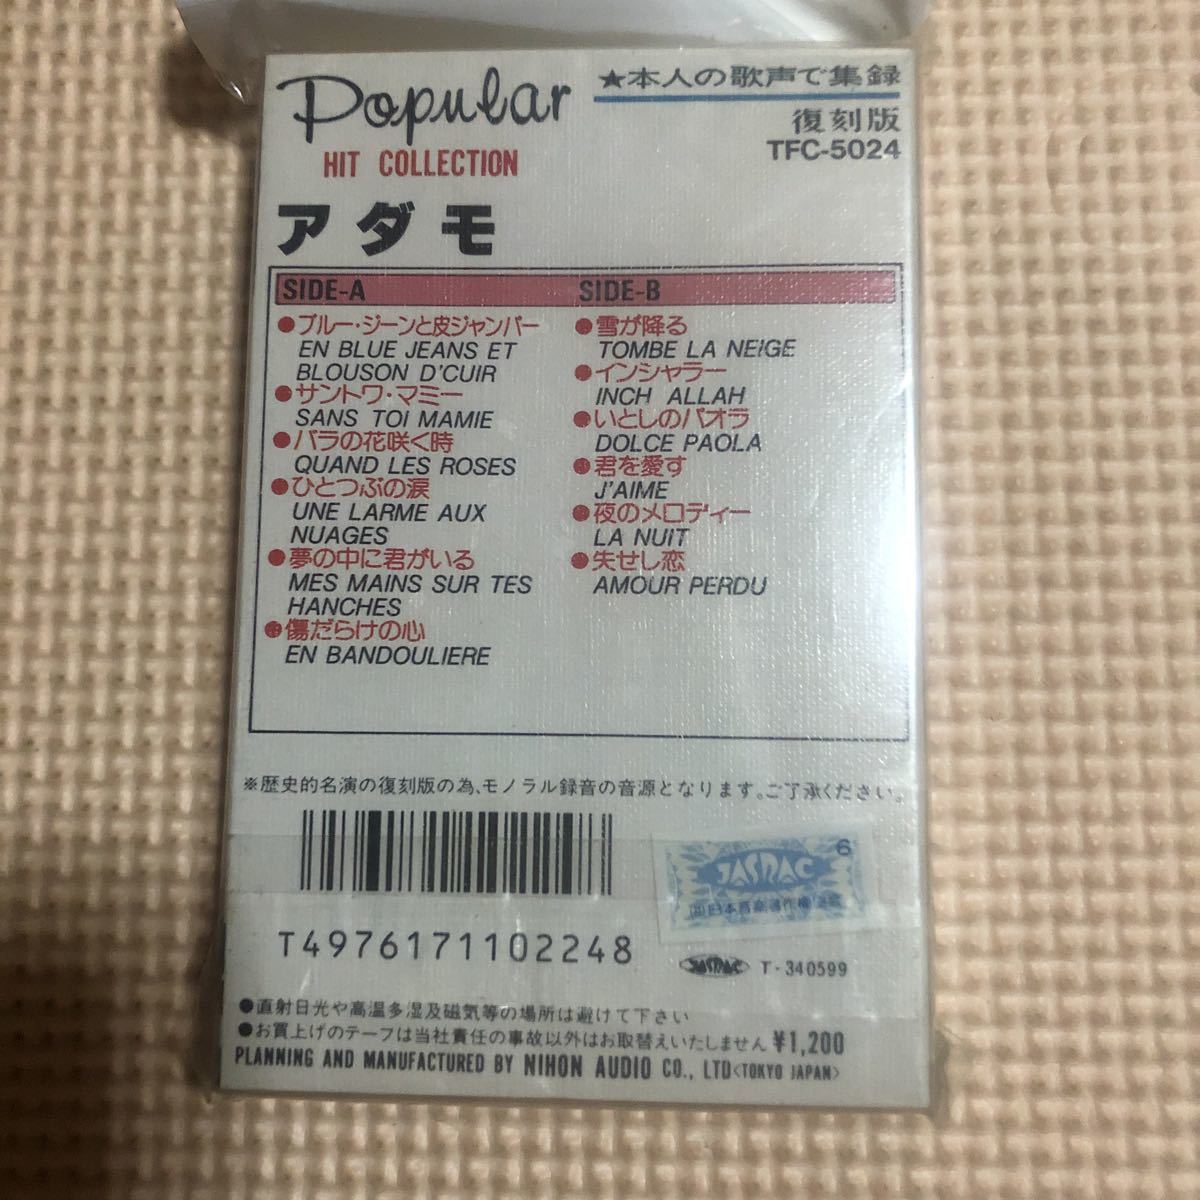 Popular
HIT COLLECTION
★本人の歌声で集録
復刻版
TFC-5024
アダモ
SIDE-A
●ブルー・ジーンと皮ジャンパー
EN BLUE JEANS ET
BLOUSON D'CUIR
●サントワ・マミー
SANS TOI MAMIE
●バラの花咲く時
QUAND LES ROSES
●ひとつぶの涙
UNE LARME AUX
NUAGES
●夢の中に君がいる
MES MAINS SUR TES
HANCHES
●傷だらけの心
EN BANDOULIERE
SIDE-B
●雪が降る
TOMBE LA NEIGE
●インシャラー
INCH ALLAH
●いとしのパオラ
DOLCE PAOLA
●君を愛す
J'AIME
●夜のメロディー
LA NUIT
●失せし恋
AMOUR PERDU
※歴史的名演の復刻版の為、モノラル録音の音源となります。ご了承ください。
T4976171102248
6
JASRAC
日本音楽著作権
JASRAC T-340599
●直射日光や高温多湿及磁気等の場所は避けて下さい
●お買上げのテープは当社責任の事故以外はお取替えいたしません ¥1,200
PLANNING AND MANUFACTURED BY NIHON AUDIO CO., LTD<TOKYO JAPAN>